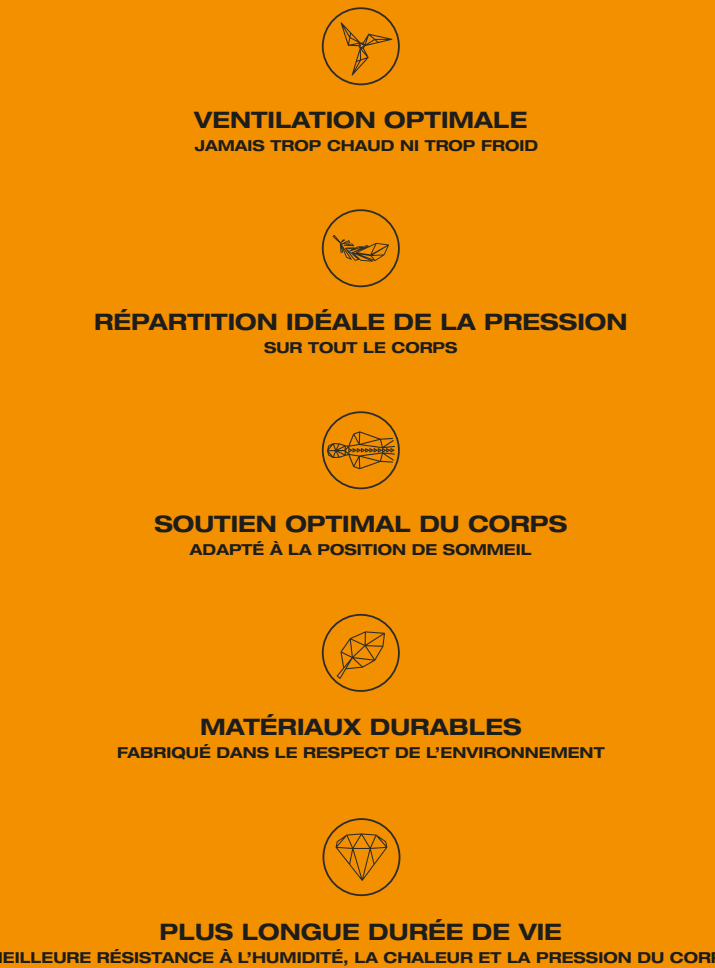 VENTILATION OPTIMALE
JAMAIS TROP CHAUD NI TROP FROID
RÉPARTITION IDÉALE DE LA PRESSION
SUR TOUT LE CORPS
SOUTIEN OPTIMAL DU CORPS
ADAPTÉ À LA POSITION DE SOMMEIL
MATÉRIAUX DURABLES
FABRIQUÉ DANS LE RESPECT DE L’ENVIRONNEMENT
PLUS LONGUE DURÉE DE VIE
EILLEURE RÉSISTANCE À L’HUMIDITÉ, LA CHALEUR ET LA PRESSION DU COR